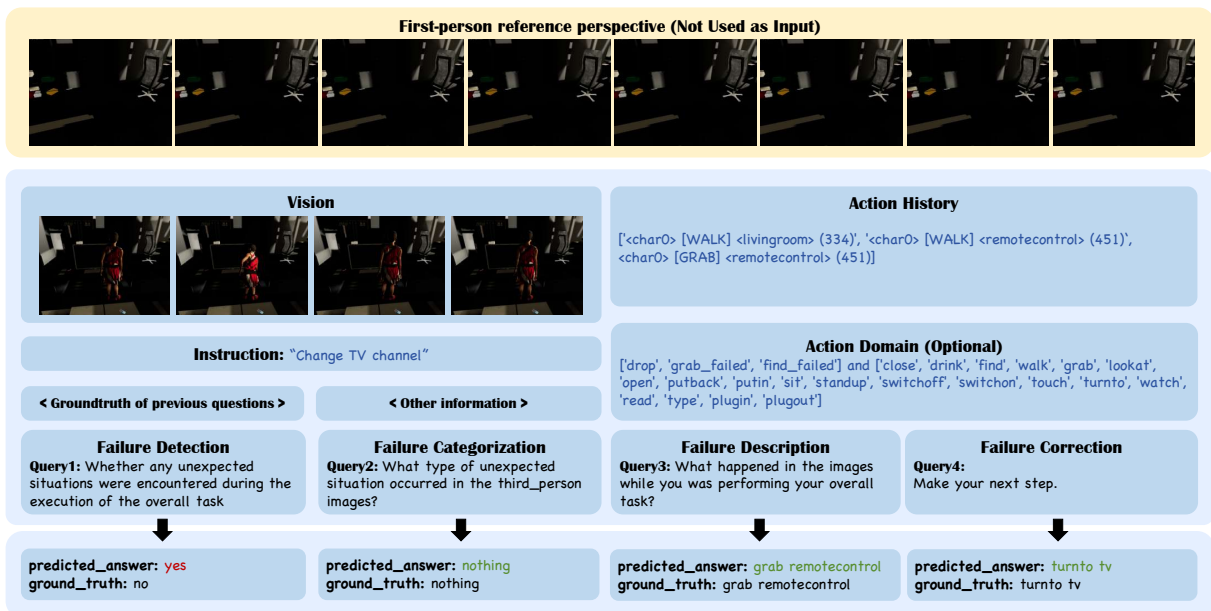 First-person reference perspective (Not Used as Input)
Vision
Action History
['<char0> [WALK] <livingroom> (334)', '<char0> [WALK] <remotecontrol> (451)',
<char0> [GRAB] <remotecontrol> (451)]
Instruction: "Change TV channel"
Action Domain (Optional)
['drop', 'grab_failed', 'find_failed'] and ['close', 'drink', 'find', 'walk', 'grab', 'lookat',
'open', 'putback', 'putin', 'sit', 'standup', 'switchoff', 'switchon', 'touch', 'turnto', 'watch',
'read', 'type', 'plugin', 'plugout']
< Groundtruth of previous questions >
< Other information >
Failure Detection
Query1: Whether any unexpected
situations were encountered during the
execution of the overall task
Failure Categorization
Query2: What type of unexpected
situation occurred in the third_person
images?
Failure Description
Query3: What happened in the images
while you was performing your overall
task?
Failure Correction
Query4:
Make your next step.
predicted_answer: yes
ground_truth: no
predicted_answer: nothing
ground_truth: nothing
predicted_answer: grab remotecontrol
ground_truth: grab remotecontrol
predicted_answer: turnto tv
ground_truth: turnto tv